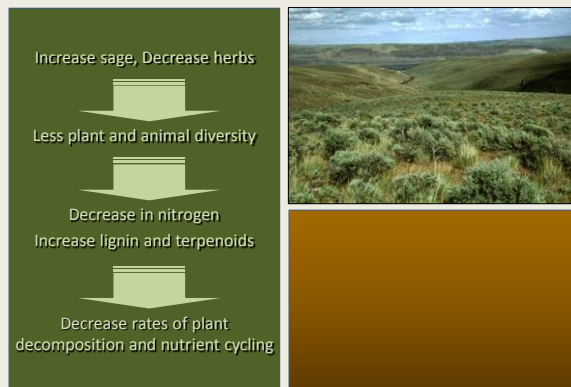 Increase sage, Decrease herbs
Less plant and animal diversity
Decrease in nitrogen
Increase lignin and terpenoids
Decrease rates of plant
decomposition and nutrient cycling